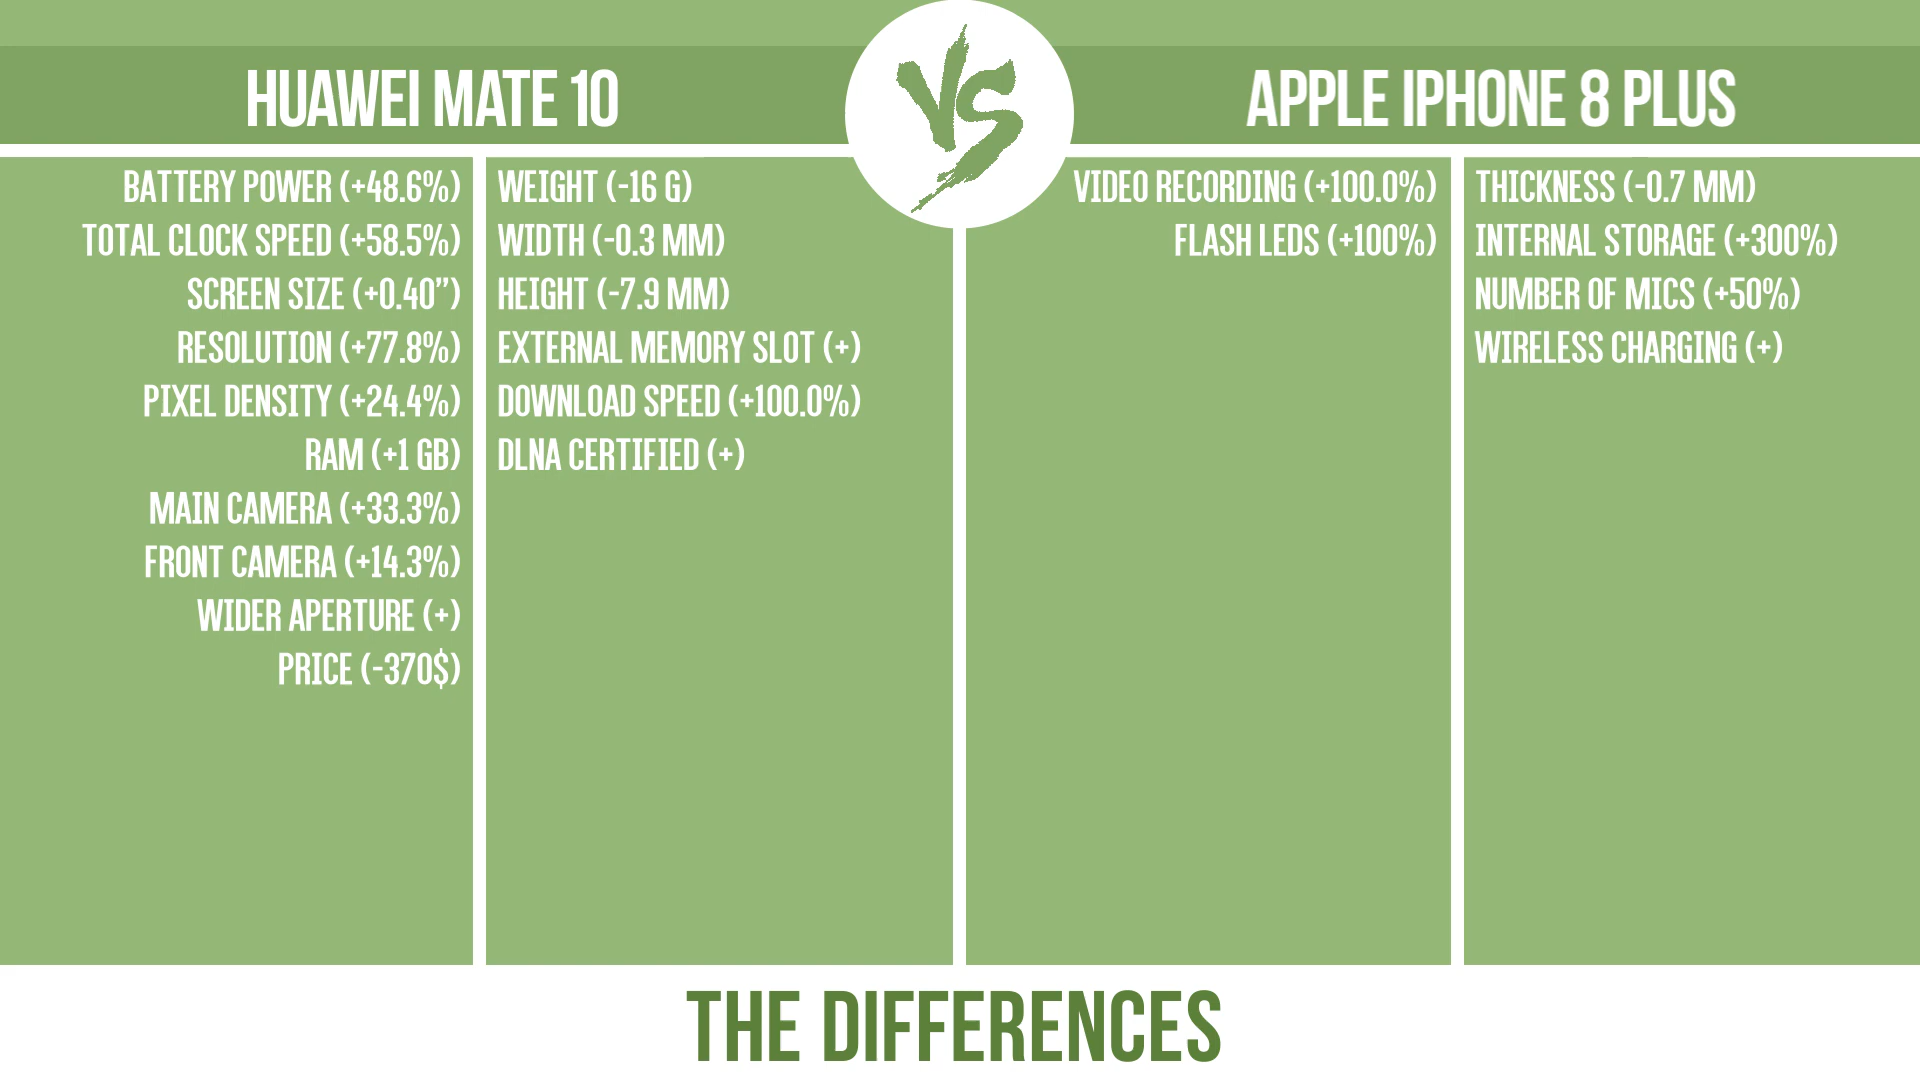 HUAWEI MATE 10
VS
APPLE IPHONE 8 PLUS
BATTERY POWER (+48.6%)
TOTAL CLOCK SPEED (+58.5%)
SCREEN SIZE (+0.40”)
RESOLUTION (+77.8%)
PIXEL DENSITY (+24.4%)
RAM (+1 GB)
MAIN CAMERA (+33.3%)
FRONT CAMERA (+14.3%)
WIDER APERTURE (+)
PRICE (-370$)
WEIGHT (-16 G)
WIDTH (-0.3 MM)
HEIGHT (-7.9 MM)
EXTERNAL MEMORY SLOT (+)
DOWNLOAD SPEED (+100.0%)
DLNA CERTIFIED (+)
VIDEO RECORDING (+100.0%)
FLASH LEDS (+100%)
THICKNESS (-0.7 MM)
INTERNAL STORAGE (+300%)
NUMBER OF MICS (+50%)
WIRELESS CHARGING (+)
THE DIFFERENCES